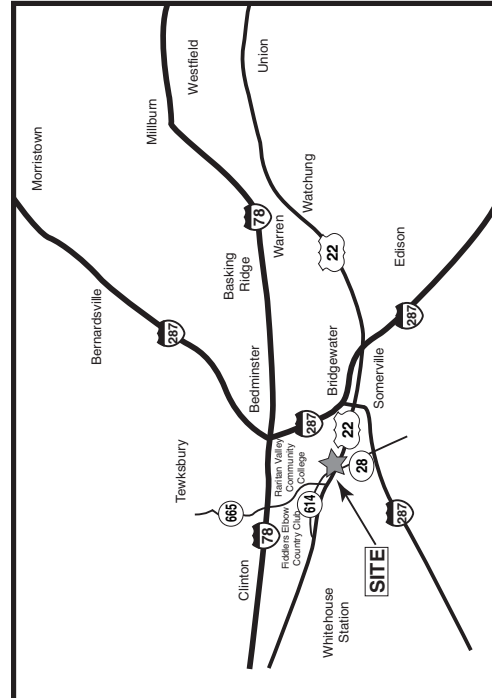 Morristown
Millburn
Westfield
Union
Bernardsville
287
78
Basking
Ridge
Warren
Watchung
22
Edison
Tewksbury
Bedminster
Bridgewater
287
Somerville
287
665
Raritan Valley
Community
College
22
28
Clinton
78
Fiddlers Elbow
Country Club
614
287
Whitehouse
Station
SITE